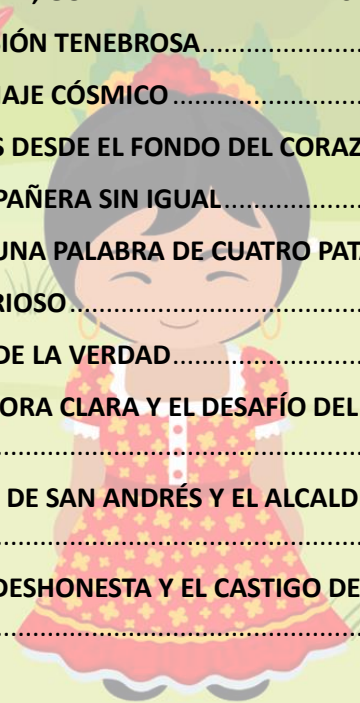 SIÓN TENEBROSA
AJE CÓSMICO
S DESDE EL FONDO DEL CORAZ
PAÑERA SIN IGUAL
UNA PALABRA DE CUATRO PAT
RIOSO
DE LA VERDAD
ORA CLARA Y EL DESAFÍO DEL
DE SAN ANDRÉS Y EL ALCALD
DESHONESTA Y EL CASTIGO DE